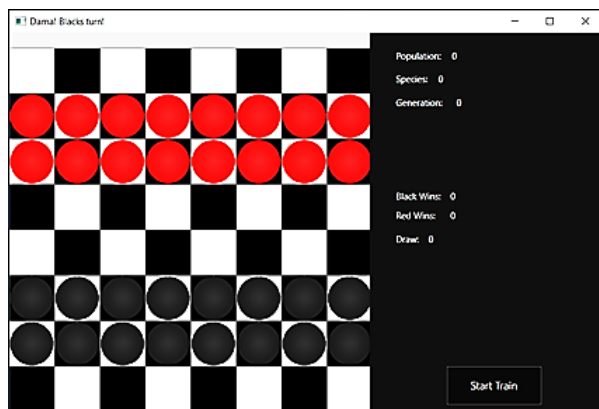 Dama! Blacks turn!
Population: 0
Species: 0
Generation: 0
Black Wins: 0
Red Wins: 0
Draw: 0
Start Train